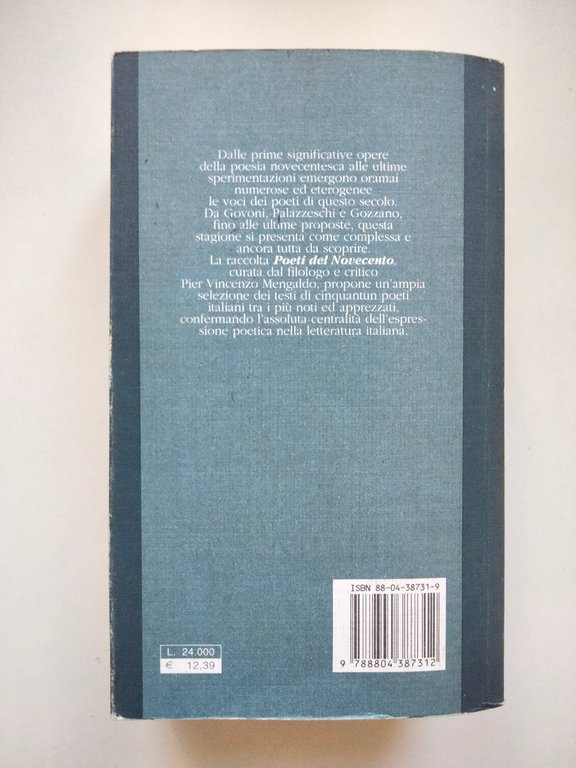 Dalle prime significative opere
della poesia novecentesca alle ultime
sperimentazioni emergono oramai
numerose ed eterogenee
le voci dei poeti di questo secolo.
Da Govoni, Palazzeschi e Gozzano,
fino alle ultime proposte, questa
stagione si presenta come complessa e
ancora tutta da scoprire.
La raccolta Poeti del Novecento,
curata dal filologo e critico
Pier Vincenzo Mengaldo, propone un'ampia
selezione dei testi di cinquantun poeti
italiani tra i più noti ed apprezzati,
confermando l'assoluta centralità dell'espres-
sione poetica nella letteratura italiana.
ISBN 88-04-38731-9
9 788804 387312
L. 24.000
€ 12,39